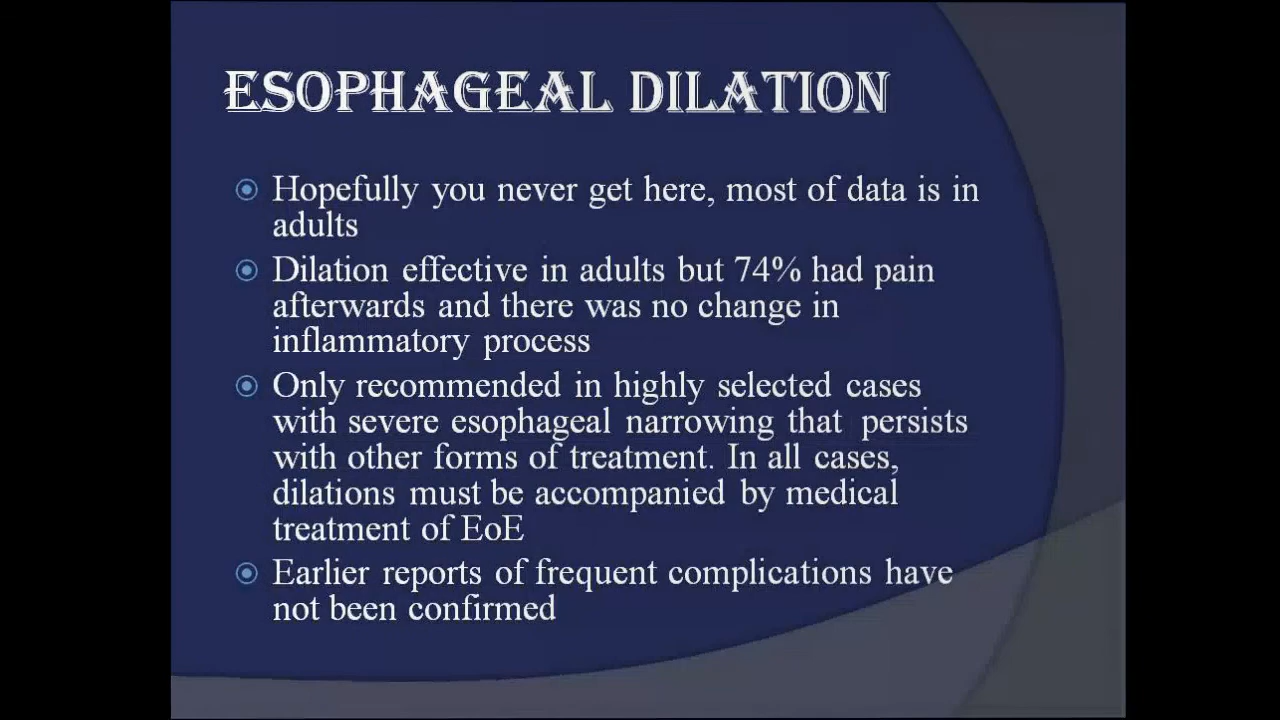 ESOPHAGEAL DILATION
Hopefully you never get here, most of data is in
adults
Dilation effective in adults but 74% had pain
afterwards and there was no change in
inflammatory process
Only recommended in highly selected cases
with severe esophageal narrowing that persists
with other forms of treatment. In all cases,
dilations must be accompanied by medical
treatment of EoE
Earlier reports of frequent complications have
not been confirmed